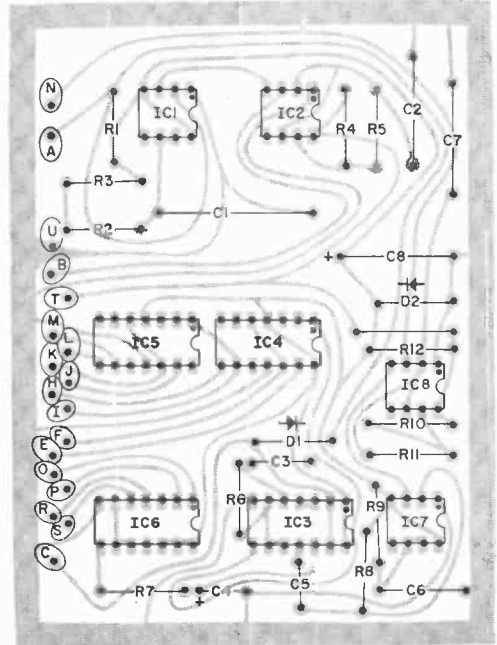 N
A
R1
IC1
IC2
R4
R5
C2
C7
R3
R2
C1
U
B
T
+
C8
D2
M
L
K
J
H
I
IC5
IC4
R12
IC8
R10
R11
F
E
O
P
R
S
C
D1
C3
R6
IC6
IC3
R9
IC7
R7
+
C4
C5
R8
C6